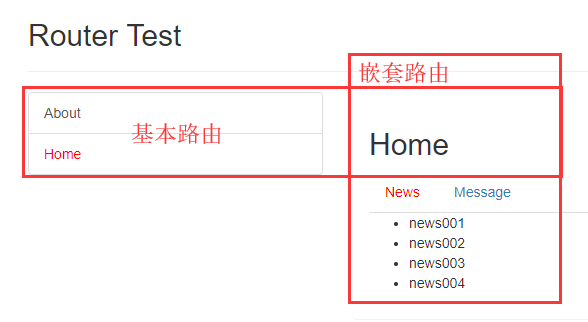 Router Test
嵌套路由
About
基本路由
Home
Home
News Message
news001
news002
news003
news004